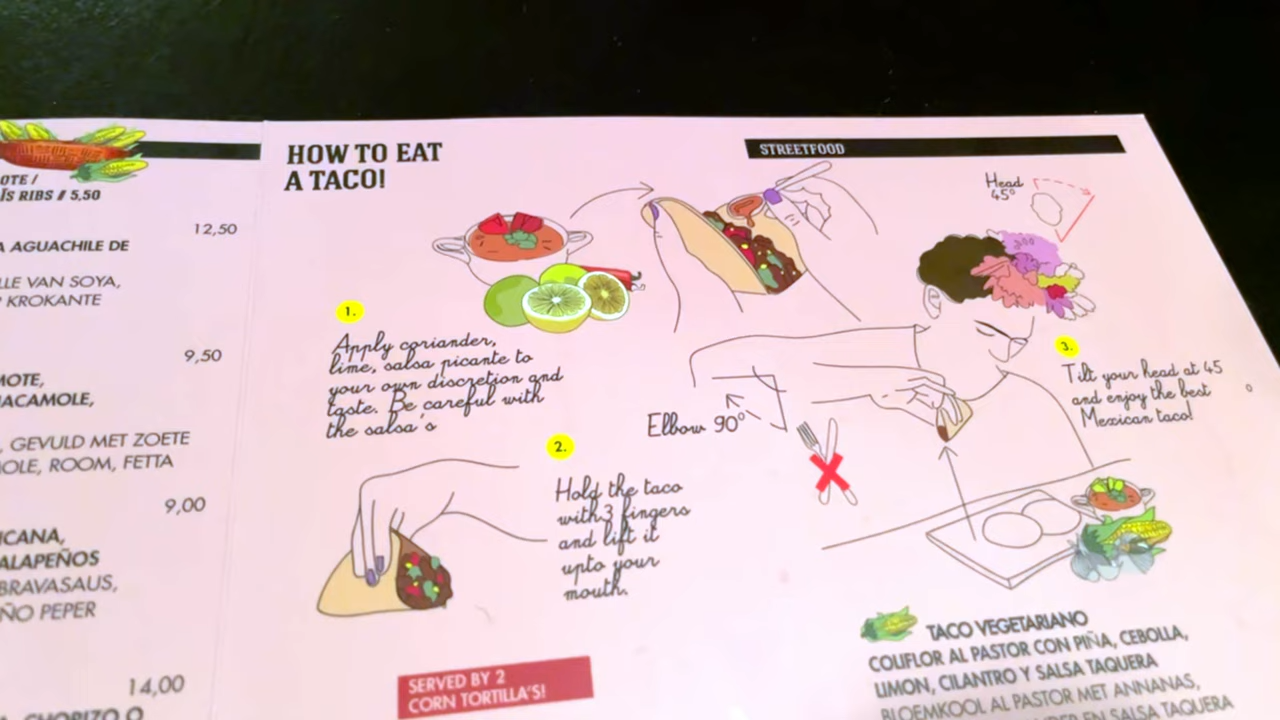 OTE /
RIBS // 5,50
12,50
A AGUACHILE DE
LLE VAN SOYA,
KROKANTE
9,50
MOTE,
ACAMOLE,
, GEVULD MET ZOETE
OLE, ROOM, FETTA
9,00
ICANA,
ALAPEÑOS
BRAVASAUS,
ÑO PEPER
14,00
CHORIZO O
HOW TO EAT
A TACO!
1.
Apply coriander,
lime, salsa picante to
your own discretion and
taste. Be careful with
the salsa's
2.
Hold the taco
with 3 fingers
and lift it
upto your
mouth.
SERVED BY 2
CORN TORTILLA'S!
STREETFOOD
Head
45°
Elbow 90°
3.
Tilt your head at 45 °
and enjoy the best
Mexican taco!
TACO VEGETARIANO
COLIFLOR AL PASTOR CON PIÑA, CEBOLLA,
LIMON, CILANTRO Y SALSA TAQUERA
BLOEMKOOL AL PASTOR MET ANNANAS,
EN SALSA TAQUERA